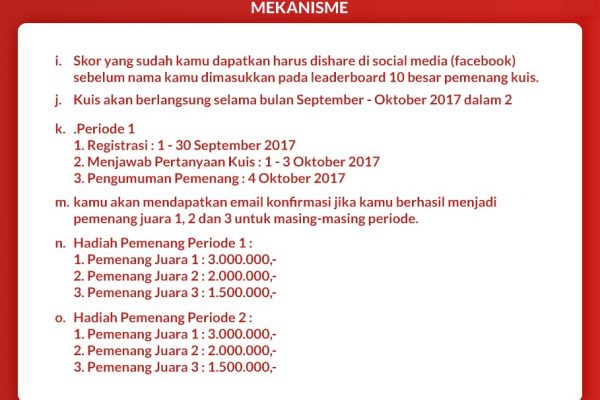 MEKANISME
i. Skor yang sudah kamu dapatkan harus dishare di social media (facebook)
sebelum nama kamu dimasukkan pada leaderboard 10 besar pemenang kuis.
j. Kuis akan berlangsung selama bulan September - Oktober 2017 dalam 2
k. .Periode 1
1. Registrasi : 1 - 30 September 2017
2. Menjawab Pertanyaan Kuis : 1 - 3 Oktober 2017
3. Pengumuman Pemenang : 4 Oktober 2017
m. kamu akan mendapatkan email konfirmasi jika kamu berhasil menjadi
pemenang juara 1, 2 dan 3 untuk masing-masing periode.
n. Hadiah Pemenang Periode 1 :
1. Pemenang Juara 1 : 3.000.000,-
2. Pemenang Juara 2 : 2.000.000,-
3. Pemenang Juara 3 : 1.500.000,-
o. Hadiah Pemenang Periode 2 :
1. Pemenang Juara 1 : 3.000.000,-
2. Pemenang Juara 2 : 2.000.000,-
3. Pemenang Juara 3 : 1.500.000,-